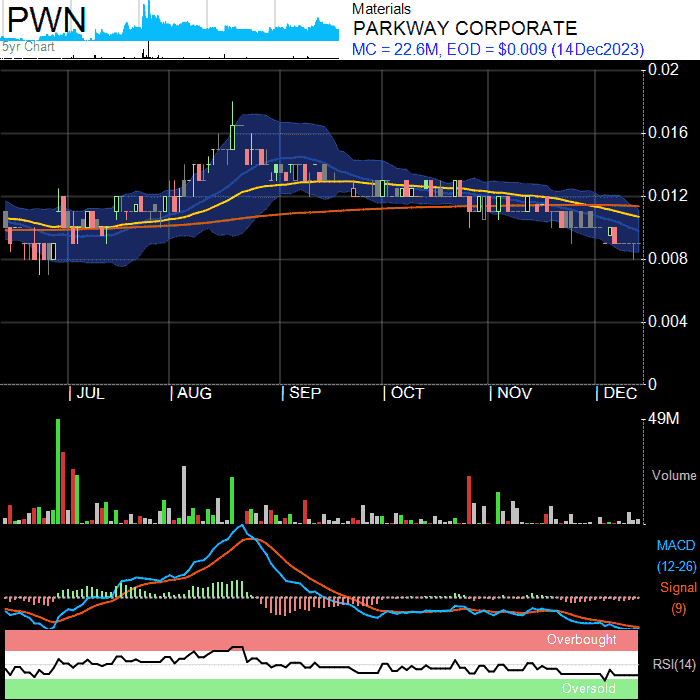 PWN
5yr Chart
Materials
PARKWAY CORPORATE
MC = 22.6M, EOD = $0.009 (14Dec2023)
0.02
0.016
0.012
0.008
0.004
0
JUL AUG SEP OCT NOV DEC
49M
Volume
MACD
(12-26)
Signal
(9)
Overbought
RSI(14)
Oversold